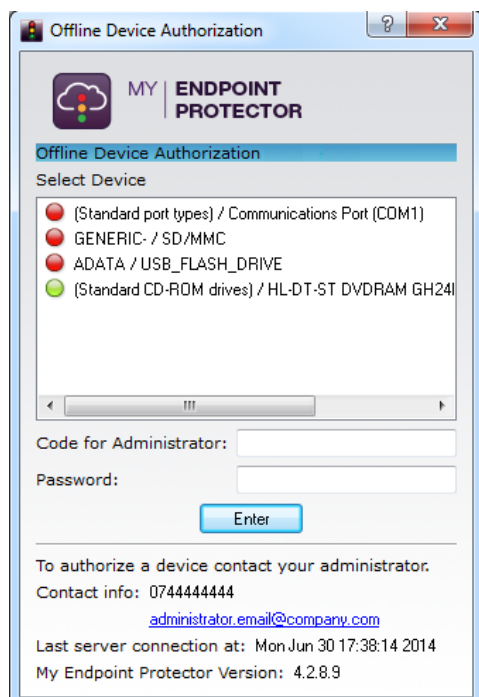 Offline Device Authorization
MY ENDPOINT
PROTECTOR
Offline Device Authorization
Select Device
(Standard port types) / Communications Port (COM1)
GENERIC- / SD/MMC
ADATA / USB_FLASH_DRIVE
(Standard CD-ROM drives) / HL-DT-ST DVDRAM GH24
Code for Administrator:
Password:
Enter
To authorize a device contact your administrator.
Contact info: 0744444444
administrator.email@company.com
Last server connection at: Mon Jun 30 17:38:14 2014
My Endpoint Protector Version: 4.2.8.9